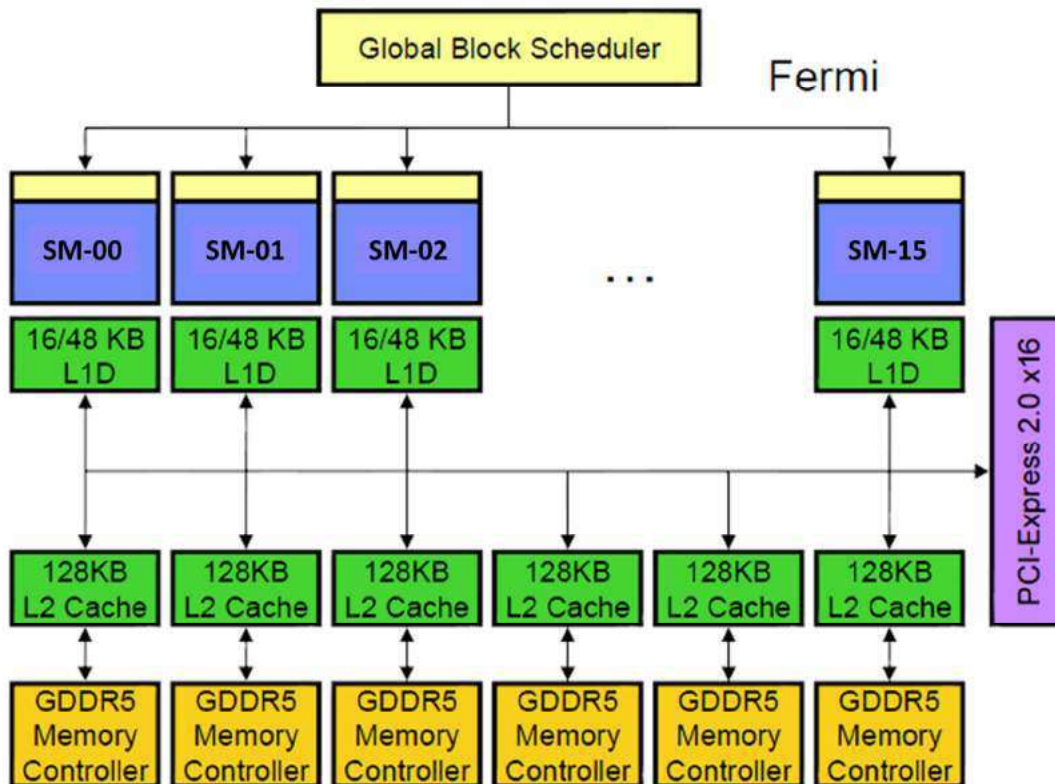 Global Block Scheduler
Fermi
SM-00
SM-01
SM-02
...
SM-15
16/48 KB
L1D
16/48 KB
L1D
16/48 KB
L1D
16/48 KB
L1D
PCI-Express 2.0 x16
128KB
L2 Cache
128KB
L2 Cache
128KB
L2 Cache
128KB
L2 Cache
128KB
L2 Cache
128KB
L2 Cache
GDDR5
Memory
Controller
GDDR5
Memory
Controller
GDDR5
Memory
Controller
GDDR5
Memory
Controller
GDDR5
Memory
Controller
GDDR5
Memory
Controller